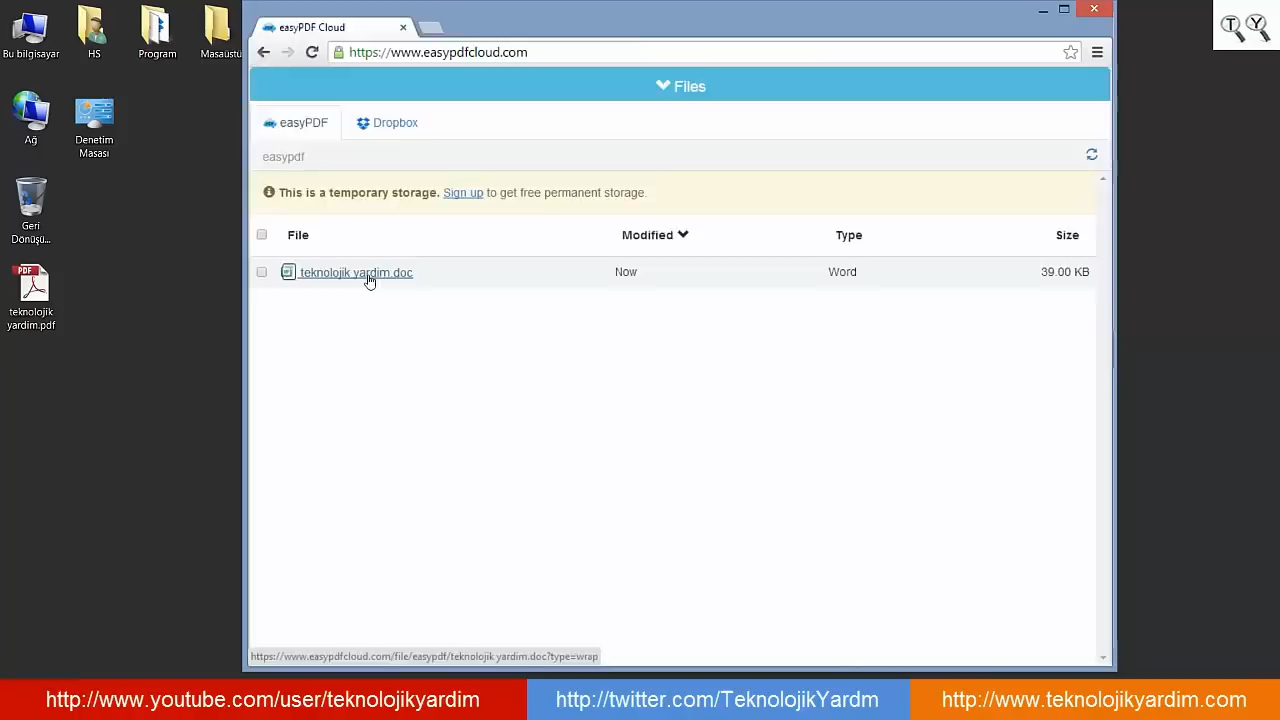 Bu bilgisayar
HS
Program
Masaüstü
Ağ
Denetim
Masası
Geri
Dönüşü...
PDF
teknolojik
yardim.pdf
easyPDF Cloud
https://www.easypdfcloud.com
Files
easyPDF
Dropbox
easypdf
This is a temporary storage. Sign up to get free permanent storage.
File Modified Type Size
teknolojik yardim.doc Now Word 39.00 KB
https://www.easypdfcloud.com/file/easypdf/teknolojik yardim.doc?type=wrap
T Y
http://www.youtube.com/user/teknolojikyardim
http://twitter.com/TeknolojikYardm
http://www.teknolojikyardim.com